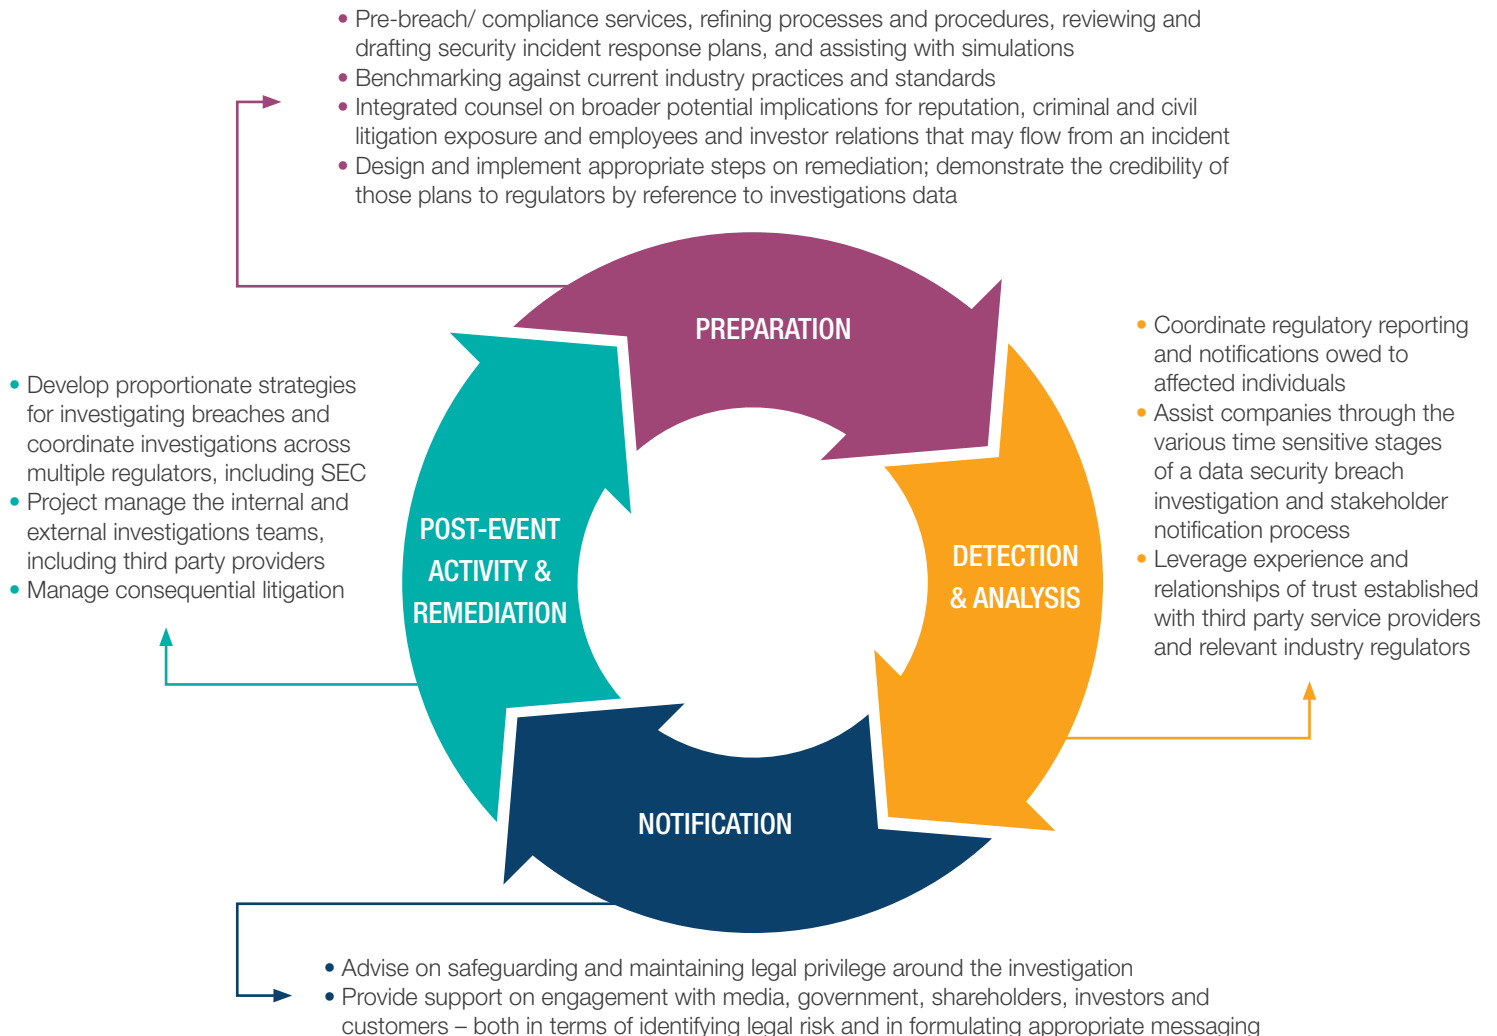 • Pre-breach/ compliance services, refining processes and procedures, reviewing and
drafting security incident response plans, and assisting with simulations
• Benchmarking against current industry practices and standards
• Integrated counsel on broader potential implications for reputation, criminal and civil
litigation exposure and employees and investor relations that may flow from an incident
• Design and implement appropriate steps on remediation; demonstrate the credibility of
those plans to regulators by reference to investigations data
PREPARATION
• Coordinate regulatory reporting
and notifications owed to
affected individuals
• Assist companies through the
various time sensitive stages
of a data security breach
investigation and stakeholder
notification process
• Leverage experience and
relationships of trust established
with third party service providers
and relevant industry regulators
DETECTION
& ANALYSIS
• Develop proportionate strategies
for investigating breaches and
coordinate investigations across
multiple regulators, including SEC
• Project manage the internal and
external investigations teams,
including third party providers
• Manage consequential litigation
POST-EVENT
ACTIVITY &
REMEDIATION
NOTIFICATION
• Advise on safeguarding and maintaining legal privilege around the investigation
• Provide support on engagement with media, government, shareholders, investors and
customers – both in terms of identifying legal risk and in formulating appropriate messaging